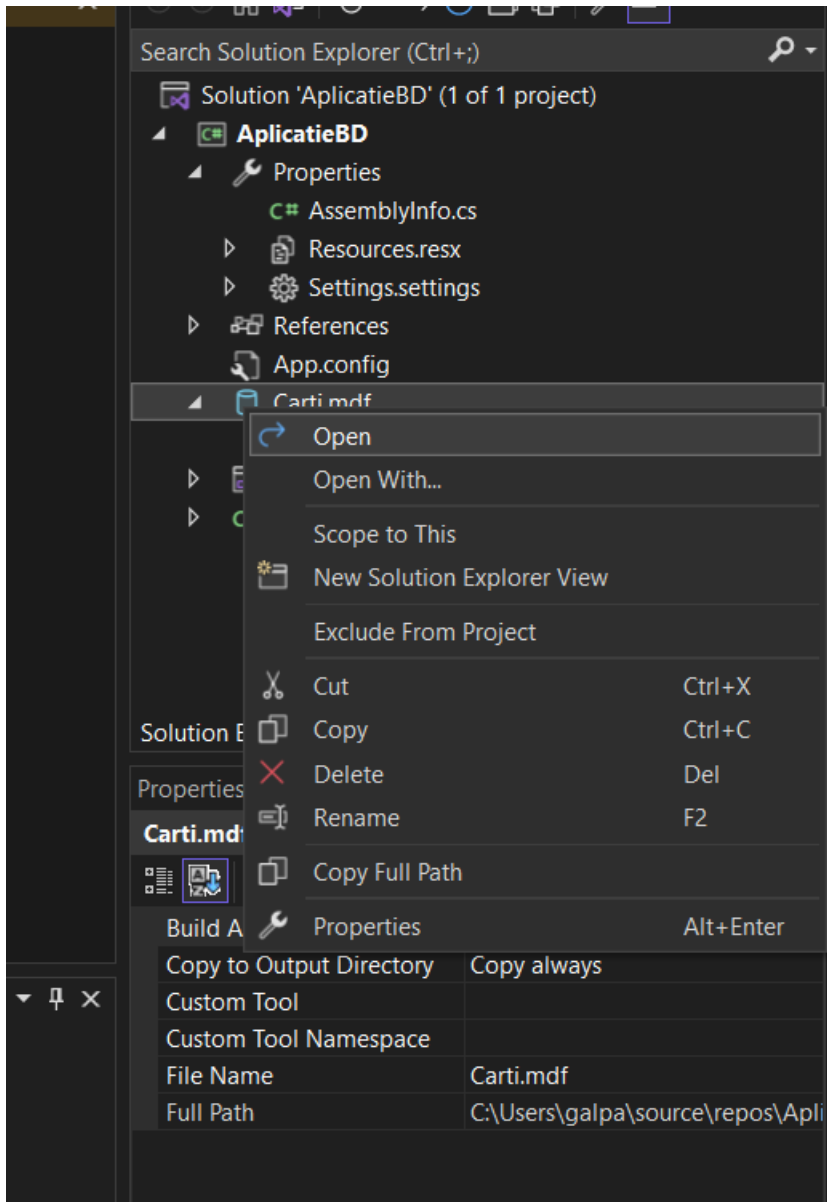 Search Solution Explorer (Ctrl+;)
Solution 'AplicatieBD' (1 of 1 project)
C# AplicatieBD
Properties
C# AssemblyInfo.cs
Resources.resx
Settings.settings
References
App.config
Carti.mdf
Open
Open With...
Scope to This
New Solution Explorer View
Exclude From Project
Cut Ctrl+X
Copy Ctrl+C
Delete Del
Rename F2
Copy Full Path
Properties Alt+Enter
Solution E
Properties
Carti.mdf
Build A
Copy to Output Directory Copy always
Custom Tool
Custom Tool Namespace
File Name Carti.mdf
Full Path C:\Users\galpa\source\repos\Apli